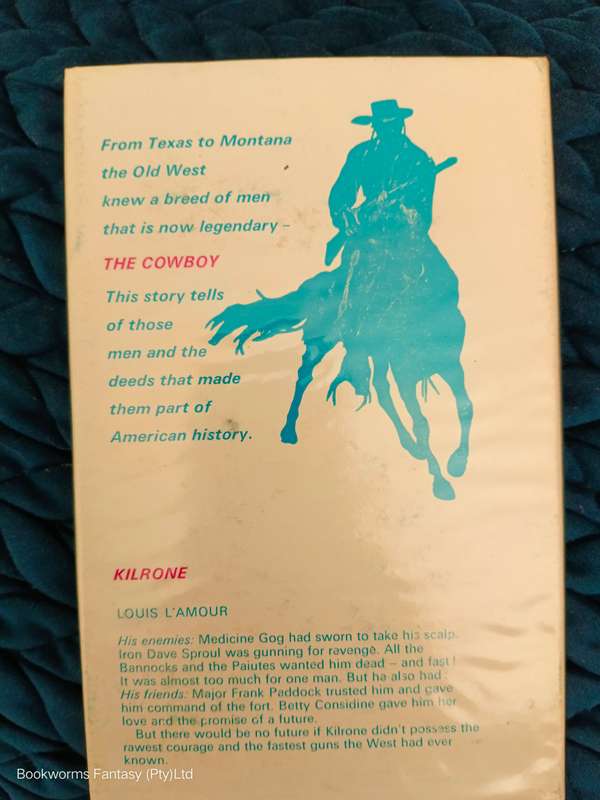 From Texas to Montana
the Old West
knew a breed of men
that is now legendary –
THE COWBOY
This story tells
of those
men and the
deeds that made
them part of
American history.
KILRONE
LOUIS L'AMOUR
His enemies: Medicine Gog had sworn to take his scalp.
Iron Dave Sproul was gunning for revenge. All the
Bannocks and the Paiutes wanted him dead – and fast!
It was almost too much for one man. But he also had:
His friends: Major Frank Paddock trusted him and gave
him command of the fort. Betty Considine gave him her
love and the promise of a future.
But there would be no future if Kilrone didn't possess the
rawest courage and the fastest guns the West had ever
known.
Bookworms Fantasy (Pty)Ltd